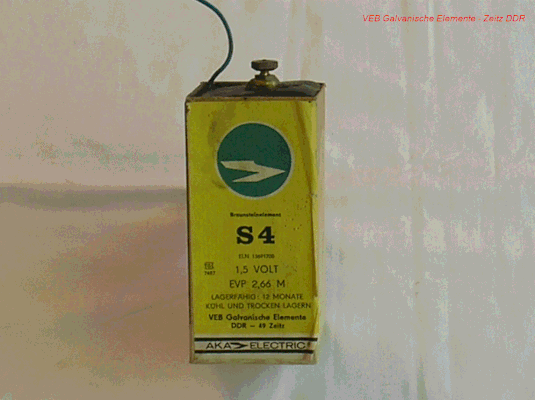 VEB Galvanische Elemente - Zeitz DDR
Braunsteinelement
S4
1,5 VOLT
EVP 2,66 M
LAGERFÄHIG: 12 MONATE
KÜHL UND TROCKEN LAGERN
VEB Galvanische Elemente
DDR – 49 Zeitz
AKA ELECTRIC